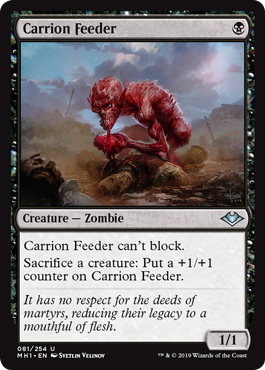 Carrion Feeder
Creature — Zombie
Carrion Feeder can't block.
Sacrifice a creature: Put a +1/+1
counter on Carrion Feeder.
It has no respect for the deeds of
martyrs, reducing their legacy to a
mouthful of flesh.
1/1
081/254 U
MH1 • EN Svetlin Velinov
™ & © 2019 Wizards of the Coast